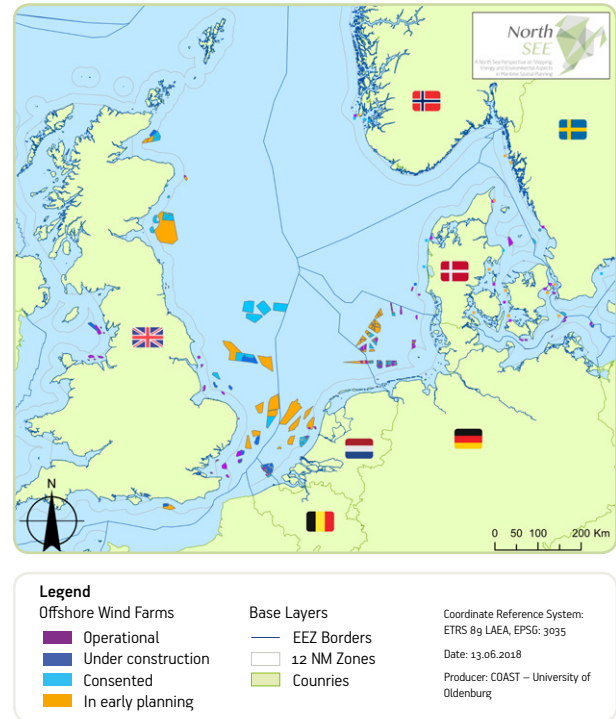 North
SEE
A North Sea Perspective on Shipping,
Energy and Environmental Aspects
in Maritime Spatial Planning
N
0 50 100 200 Km
Legend
Offshore Wind Farms
Operational
Under construction
Consented
In early planning
Base Layers
EEZ Borders
12 NM Zones
Counries
Coordinate Reference System:
ETRS 89 LAEA, EPSG: 3035
Date: 13.06.2018
Producer: COAST – University of
Oldenburg